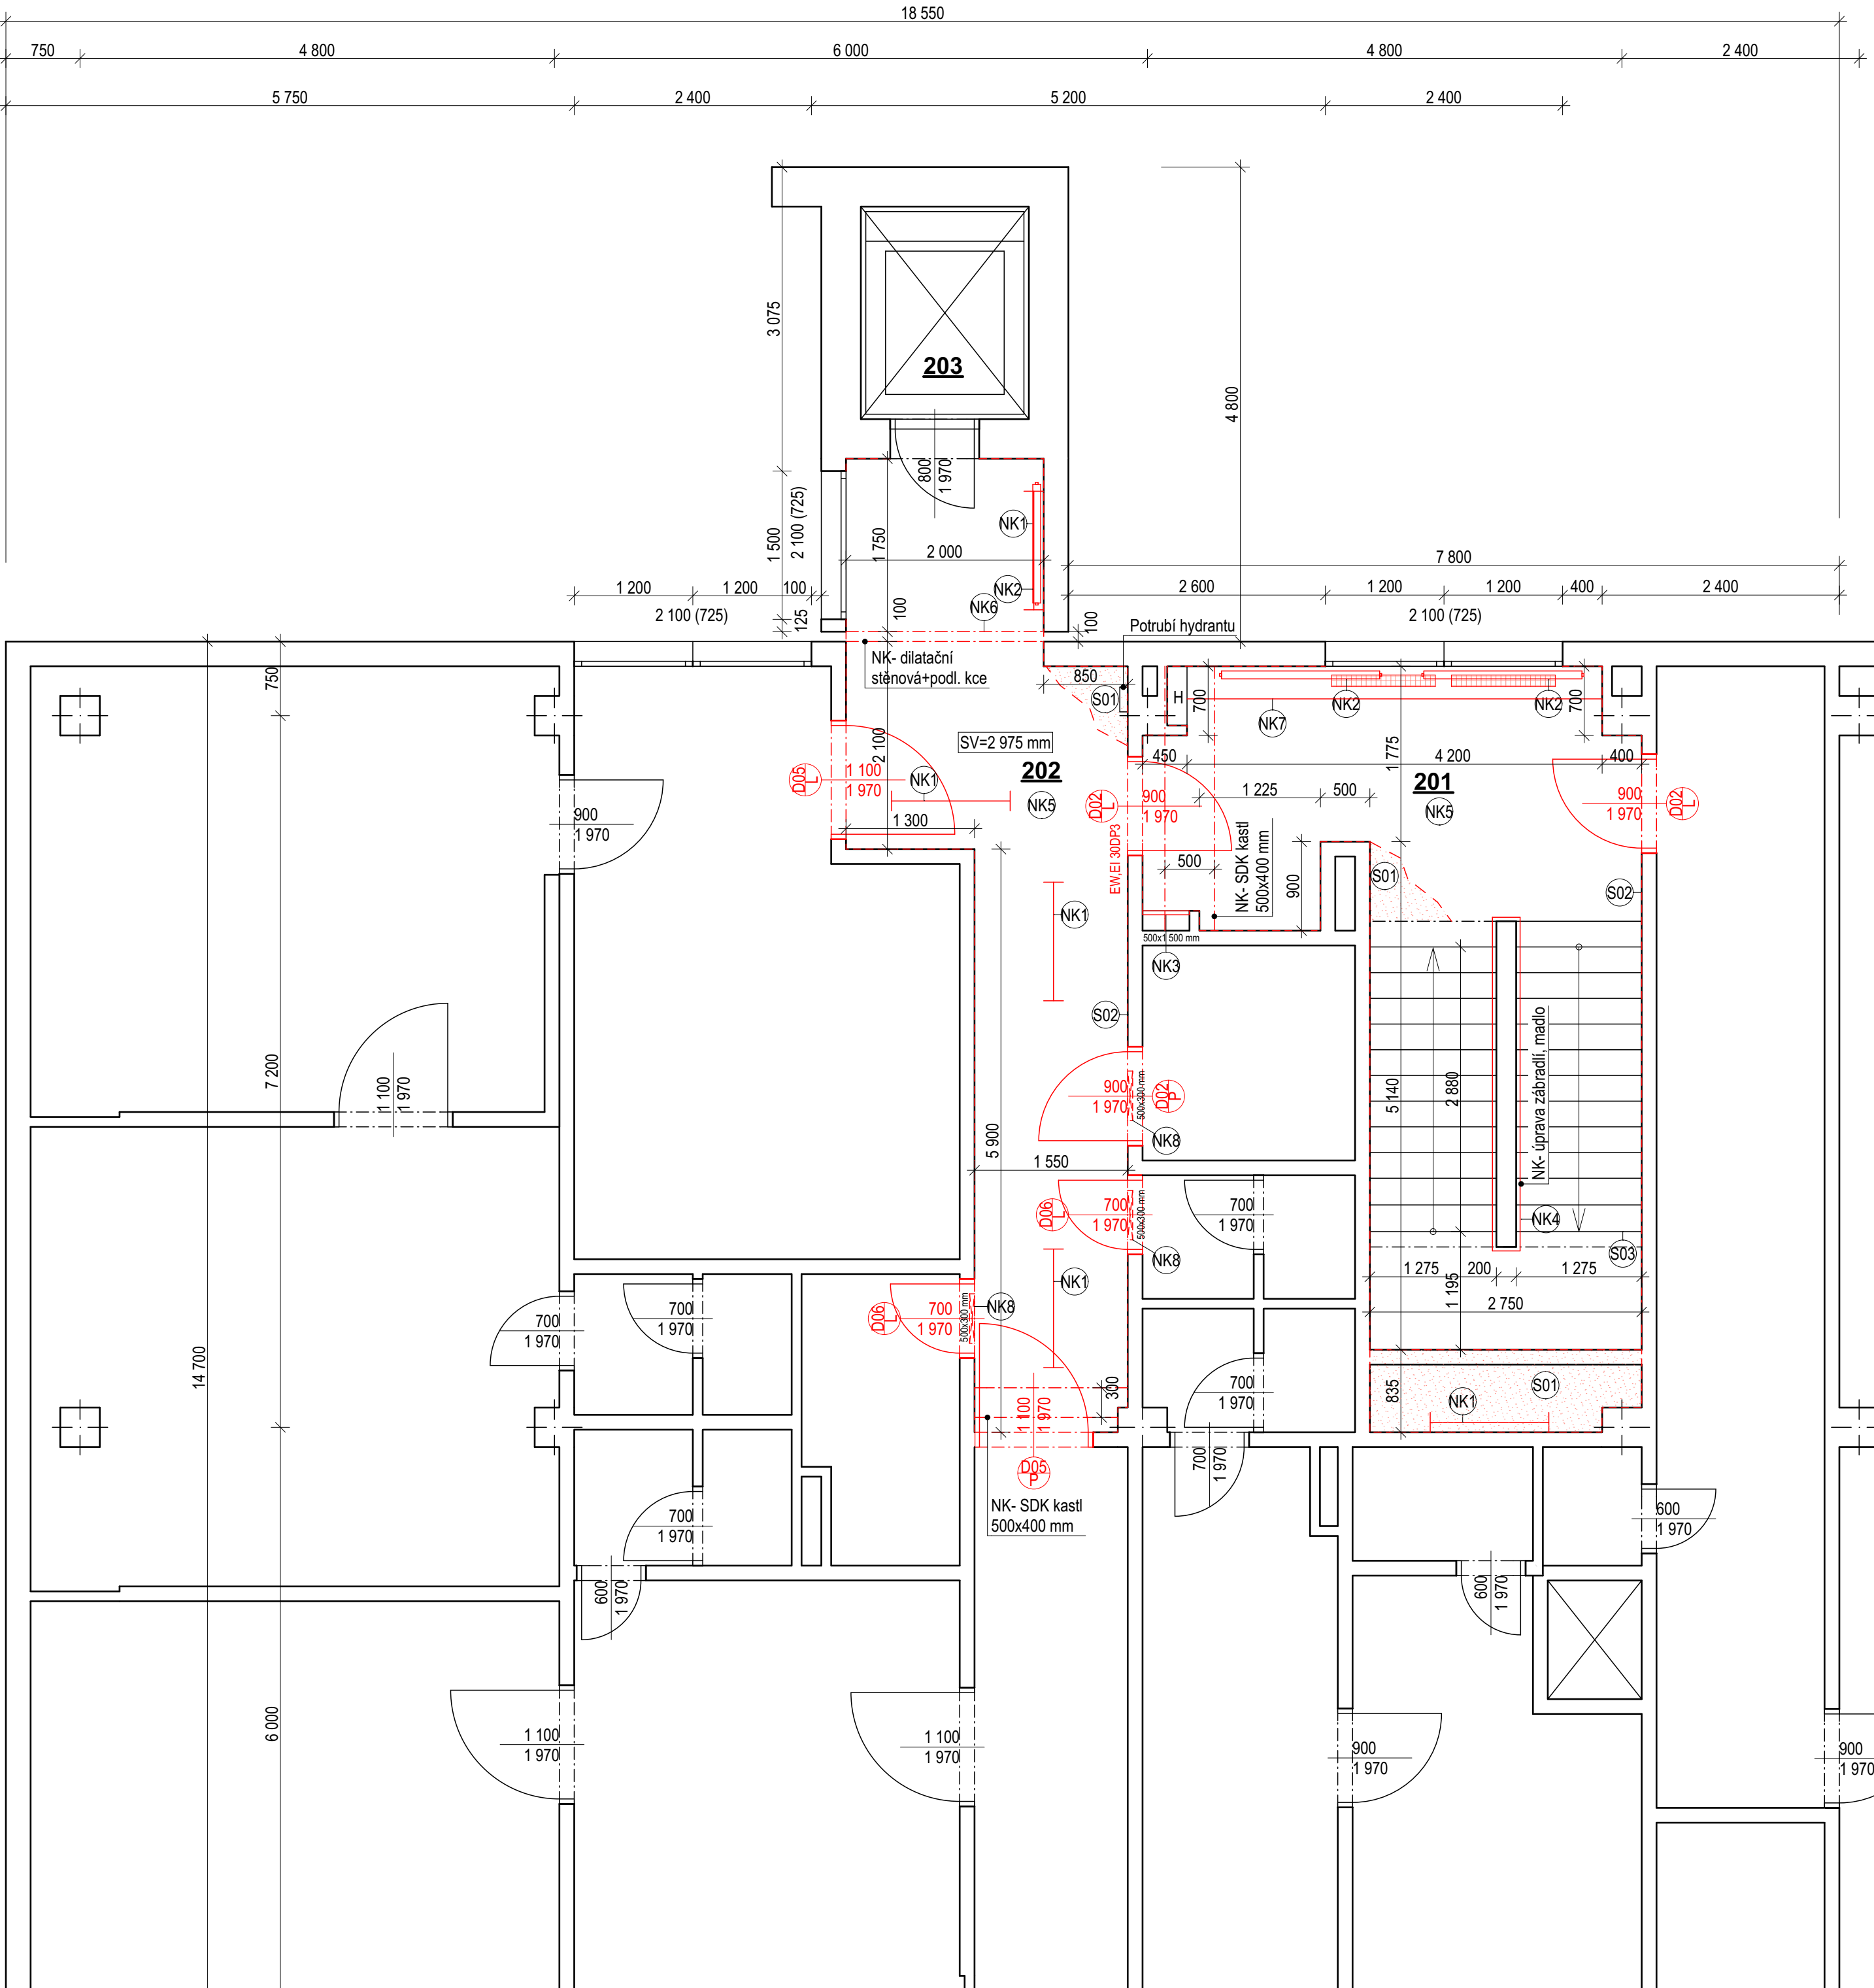 18 550
750
4 800
6 000
4 800
2 400
5 750
2 400
5 200
2 400
3 075
203
4 800
800
1 970
1 500
2 100 (725)
1 750
NK1
2 000
7 800
1 200
1 200
100
NK2
2 600
1 200
1 200
400
2 400
2 100 (725)
125
100
NK6
100
2 100 (725)
Potrubí hydrantu
NK- dilatační
stěnová+podl. kce
750
850
S01
H
700
NK7
NK2
NK2
700
SV=2 975 mm
2 100
202
450
1 775
4 200
400
D05
L
1 100
1 970
NK1
NK5
D02
L
900
1 970
1 225
500
201
NK5
900
1 970
D02
L
900
1 970
1 300
EW,EI 30DP3
500
NK- SDK kastl
500x400 mm
900
S01
S02
NK1
500x1 500 mm
NK3
S02
7 200
1 100
1 970
5 900
900
1 970
D02
P
500x300 mm
NK8
5 140
2 880
NK- úprava zábradlí, madlo
1 550
D06
L
700
1 970
500x300 mm
700
1 970
NK8
NK4
S03
NK1
1 275
200
1 275
1 195
2 750
700
1 970
700
1 970
D06
L
700
1 970
500x300 mm
NK8
14 700
300
1 100
1 970
700
1 970
835
NK1
S01
D05
P
700
1 970
NK- SDK kastl
500x400 mm
700
1 970
600
1 970
600
1 970
600
1 970
6 000
1 100
1 970
1 100
1 970
900
1 970
900
1 970